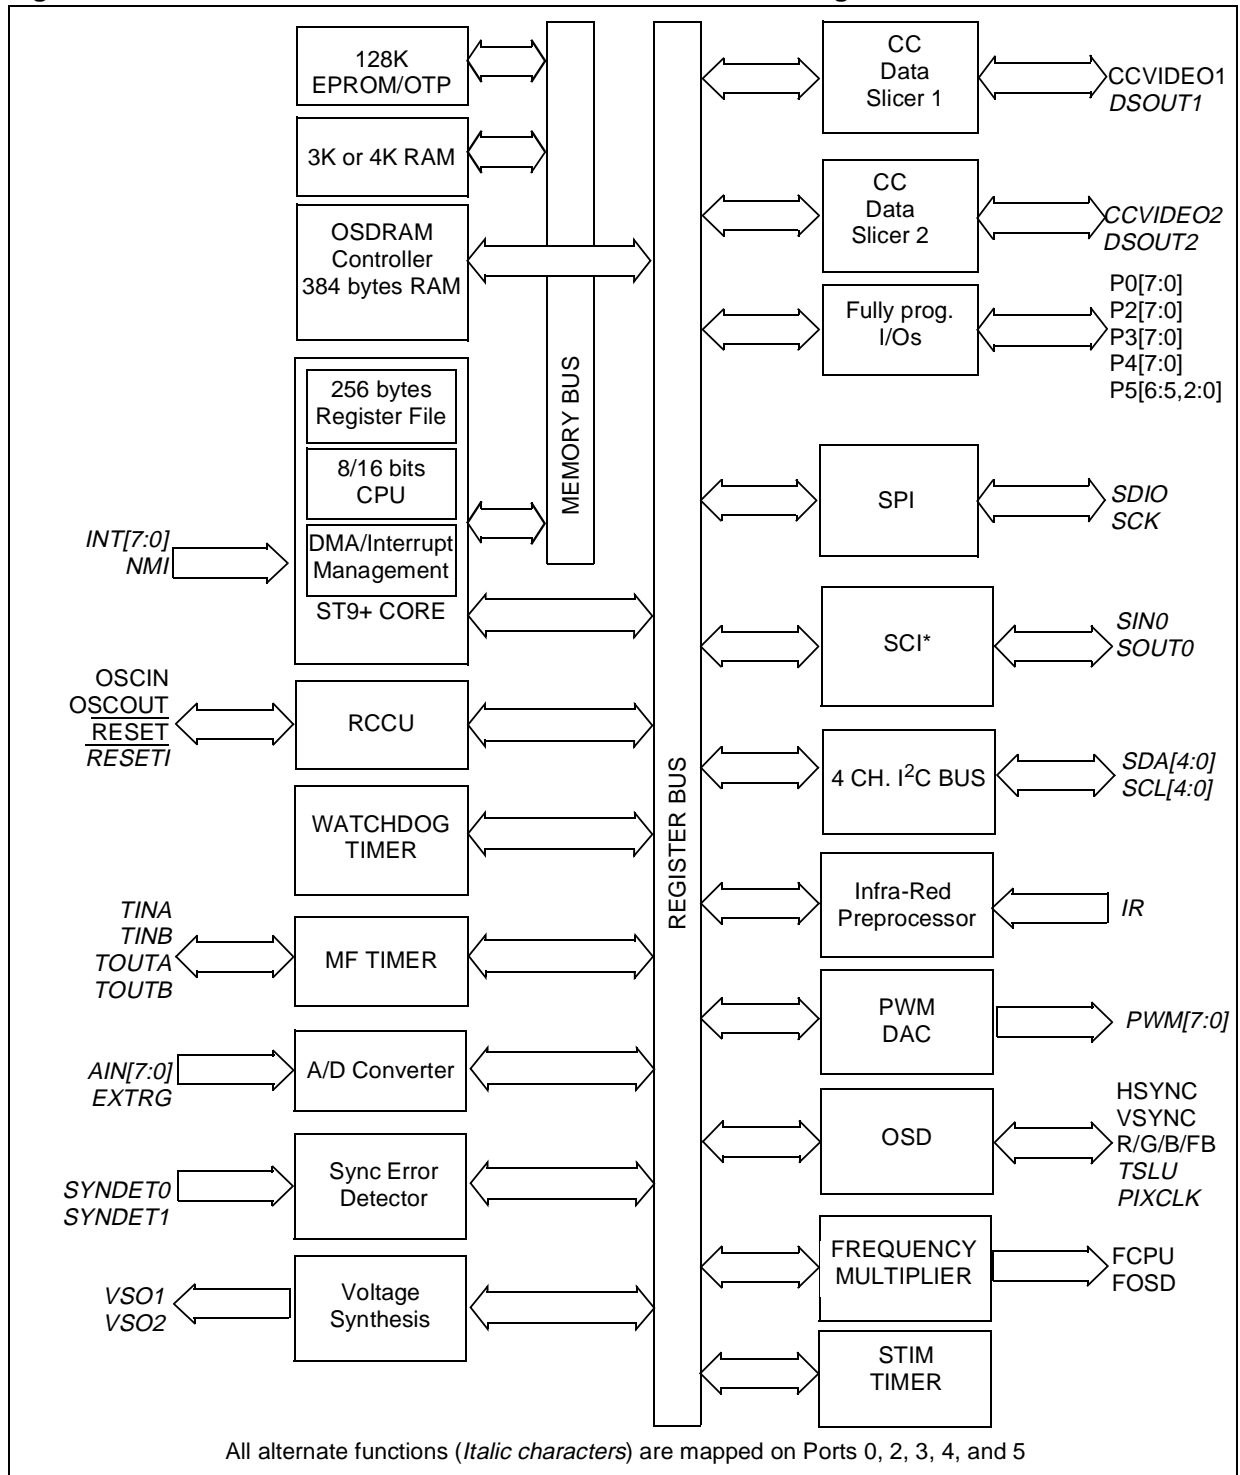 128K
EPROM/OTP
3K or 4K RAM
OSDRAM
Controller
384 bytes RAM
256 bytes
Register File
8/16 bits
CPU
DMA/Interrupt
Management
ST9+ CORE
INT[7:0]
NMI
OSCIN
OSCOUT
RESET
RESETI
RCCU
WATCHDOG
TIMER
TINA
TINB
TOUTA
TOUTB
MF TIMER
AIN[7:0]
EXTRG
A/D Converter
SYNDET0
SYNDET1
Sync Error
Detector
VSO1
VSO2
Voltage
Synthesis
MEMORY BUS
REGISTER BUS
CC
Data
Slicer 1
CCVIDEO1
DSOUT1
CC
Data
Slicer 2
CCVIDEO2
DSOUT2
Fully prog.
I/Os
P0[7:0]
P2[7:0]
P3[7:0]
P4[7:0]
P5[6:5,2:0]
SPI
SDIO
SCK
SCI*
SIN0
SOUT0
4 CH. I²C BUS
SDA[4:0]
SCL[4:0]
Infra-Red
Preprocessor
IR
PWM
DAC
PWM[7:0]
OSD
HSYNC
VSYNC
R/G/B/FB
TSLU
PIXCLK
FREQUENCY
MULTIPLIER
FCPU
FOSD
STIM
TIMER
All alternate functions (Italic characters) are mapped on Ports 0, 2, 3, 4, and 5